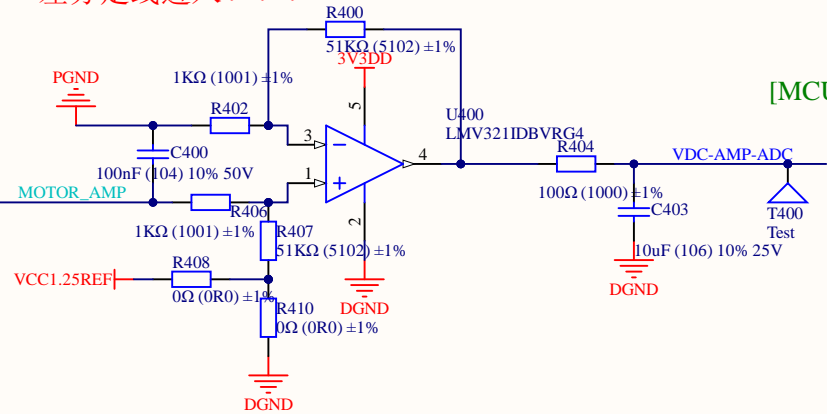 R400
51KΩ (5102) ±1%
3V3DD
PGND
1KΩ (1001) ±1%
[MCU
R402
5
U400
LMV321IDBVRG4
3
C400
100nF (104) 10% 50V
4
R404
VDC-AMP-ADC
1
MOTOR_AMP
100Ω (1000) ±1%
R406
C403
T400
Test
2
1KΩ (1001) ±1%
R407
51KΩ (5102) ±1%
10uF (106) 10% 25V
R408
VCC1.25REF
DGND
0Ω (0R0) ±1%
R410
DGND
0Ω (0R0) ±1%
DGND